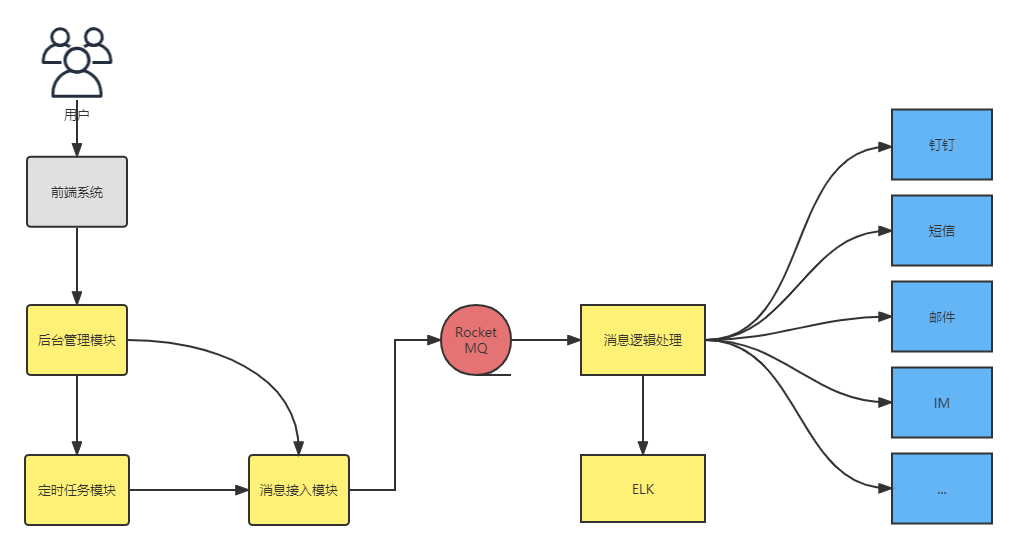 用户
前端系统
后台管理模块
定时任务模块
消息接入模块
Rocket
MQ
消息逻辑处理
ELK
钉钉
短信
邮件
IM
...